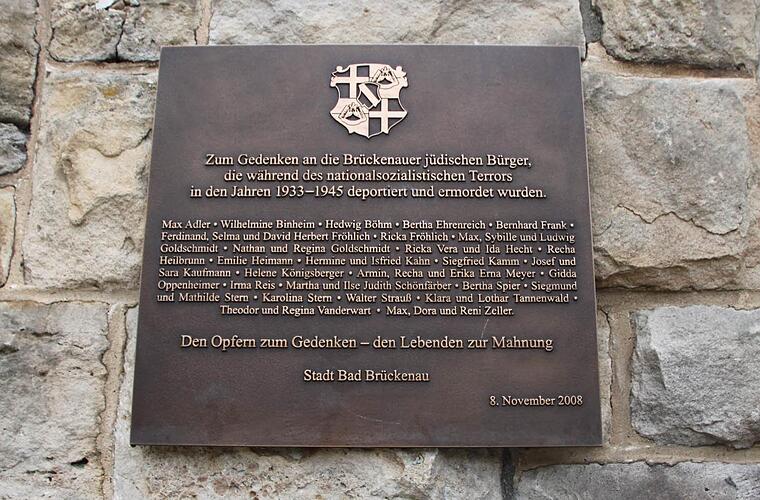 Zum Gedenken an die Brückenauer jüdischen Bürger,
die während des nationalsozialistischen Terrors
in den Jahren 1933–1945 deportiert und ermordet wurden.
Max Adler • Wilhelmine Binheim • Hedwig Böhm • Bertha Ehrenreich • Bernhard Frank •
Ferdinand, Selma und David Herbert Fröhlich • Ricka Fröhlich • Max, Sybille und Ludwig
Goldschmidt • Nathan und Regina Goldschmidt • Ricka Vera und Ida Hecht • Recha
Heilbrunn • Emilie Heimann • Hermine und Isfried Kahn • Siegfried Kamm • Josef und
Sara Kaufmann • Helene Königsberger • Armin, Recha und Erika Erna Meyer • Gidda
Oppenheimer • Irma Reis • Martha und Ilse Judith Schönfärber • Bertha Spier • Siegmund
und Mathilde Stern • Karolina Stern • Walter Strauß • Klara und Lothar Tannenwald •
Theodor und Regina Vanderwart • Max, Dora und Reni Zeller.
Den Opfern zum Gedenken – den Lebenden zur Mahnung
Stadt Bad Brückenau
8. November 2008